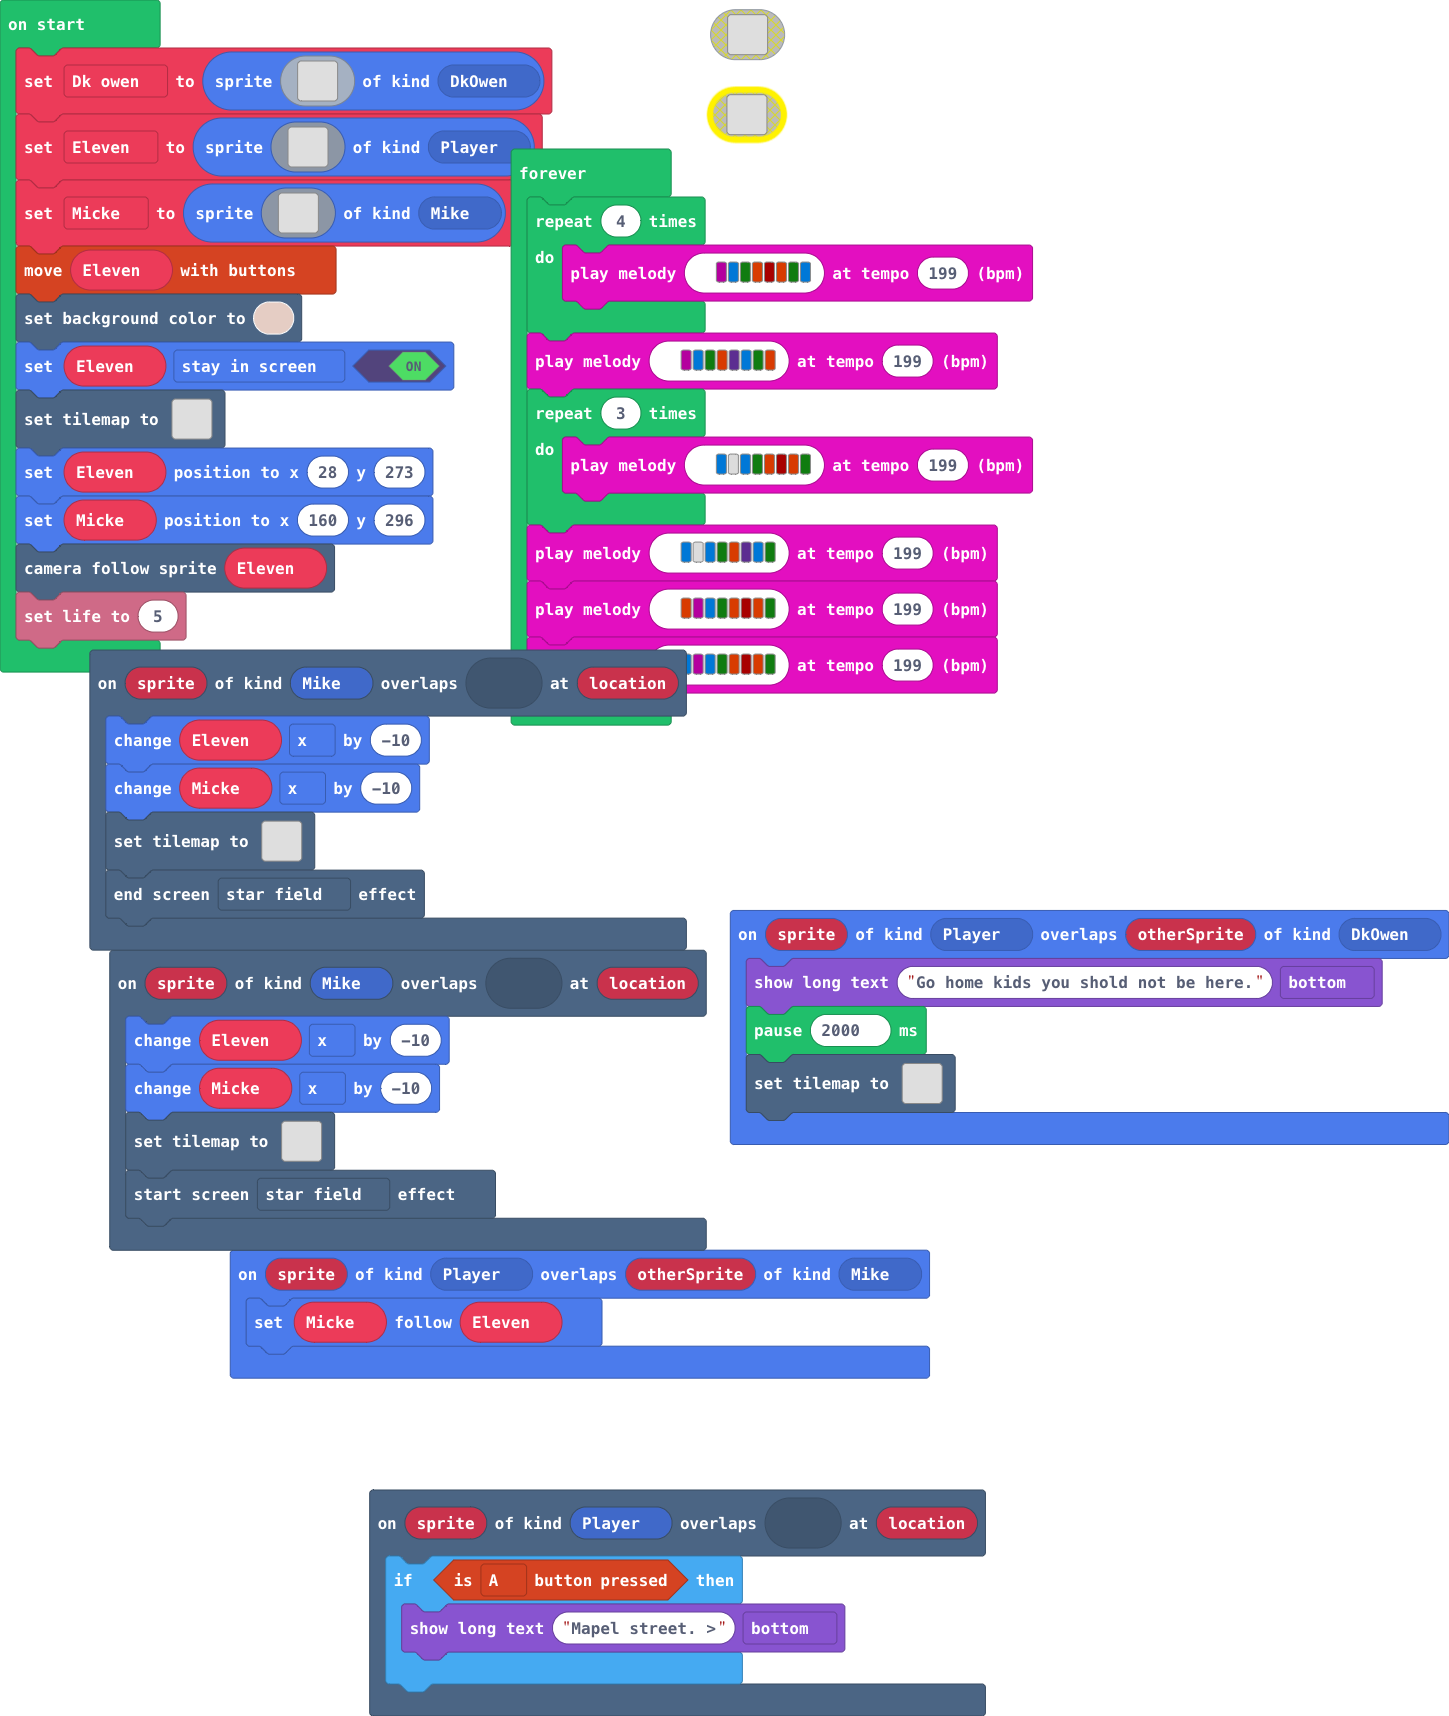 on start
set Dk owen to sprite of kind DkOwen
set Eleven to sprite of kind Player
set Micke to sprite of kind Mike
move Eleven with buttons
set background color to
set Eleven stay in screen ON
set tilemap to
set Eleven position to x 28 y 273
set Micke position to x 160 y 296
camera follow sprite Eleven
set life to 5
forever
repeat 4 times
do
play melody at tempo 199 (bpm)
play melody at tempo 199 (bpm)
repeat 3 times
do
play melody at tempo 199 (bpm)
play melody at tempo 199 (bpm)
play melody at tempo 199 (bpm)
at tempo 199 (bpm)
on sprite of kind Mike overlaps at location
change Eleven x by -10
change Micke x by -10
set tilemap to
end screen star field effect
on sprite of kind Mike overlaps at location
change Eleven x by -10
change Micke x by -10
set tilemap to
start screen star field effect
on sprite of kind Player overlaps otherSprite of kind DkOwen
show long text "Go home kids you shold not be here." bottom
pause 2000 ms
set tilemap to
on sprite of kind Player overlaps otherSprite of kind Mike
set Micke follow Eleven
on sprite of kind Player overlaps at location
if is A button pressed then
show long text "Mapel street. >" bottom